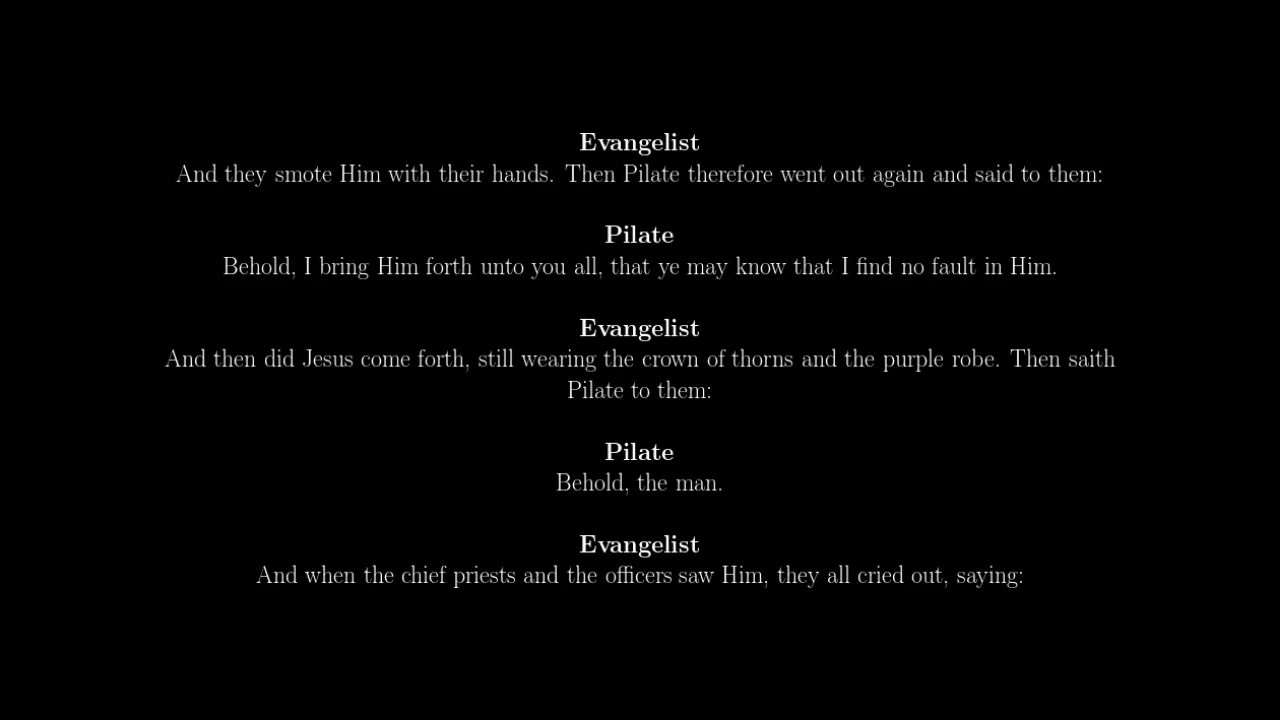 Evangelist
And they smote Him with their hands. Then Pilate therefore went out again and said to them:
Pilate
Behold, I bring Him forth unto you all, that ye may know that I find no fault in Him.
Evangelist
And then did Jesus come forth, still wearing the crown of thorns and the purple robe. Then saith
Pilate to them:
Pilate
Behold, the man.
Evangelist
And when the chief priests and the officers saw Him, they all cried out, saying: